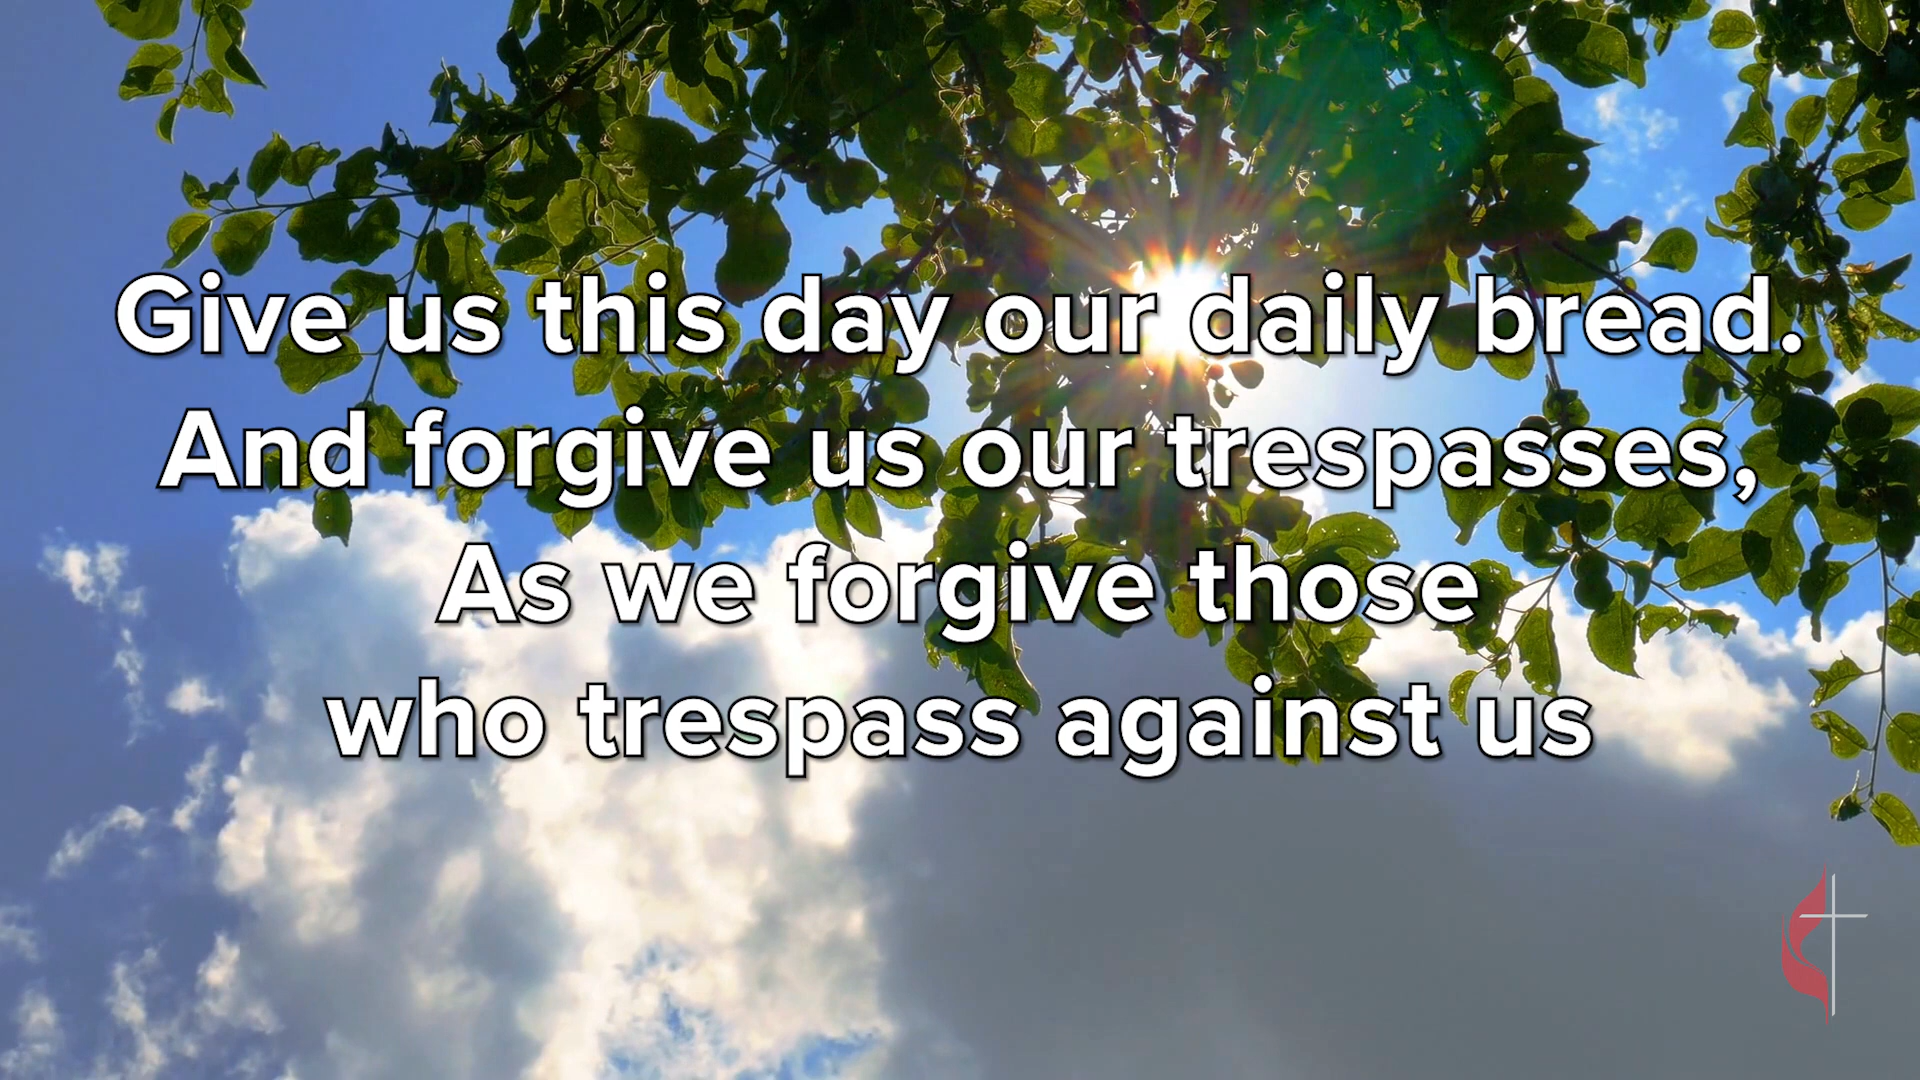 Give us this day our daily bread.
And forgive us our trespasses,
As we forgive those
who trespass against us